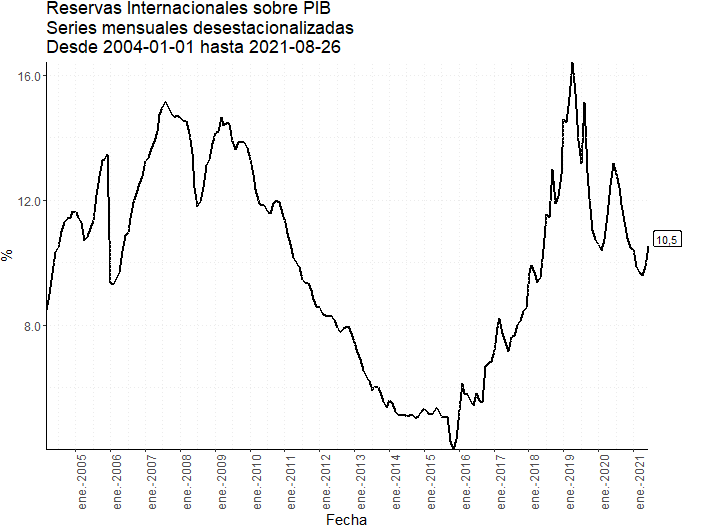 Reservas Internacionales sobre PIB
Series mensuales desestacionalizadas
Desde 2004-01-01 hasta 2021-08-26
16.0
12.0
8.0
%
10,5
ene.-2005
ene.-2006
ene.-2007
ene.-2008
ene.-2009
ene.-2010
ene.-2011
ene.-2012
ene.-2013
ene.-2014
ene.-2015
ene.-2016
ene.-2017
ene.-2018
ene.-2019
ene.-2020
ene.-2021
Fecha